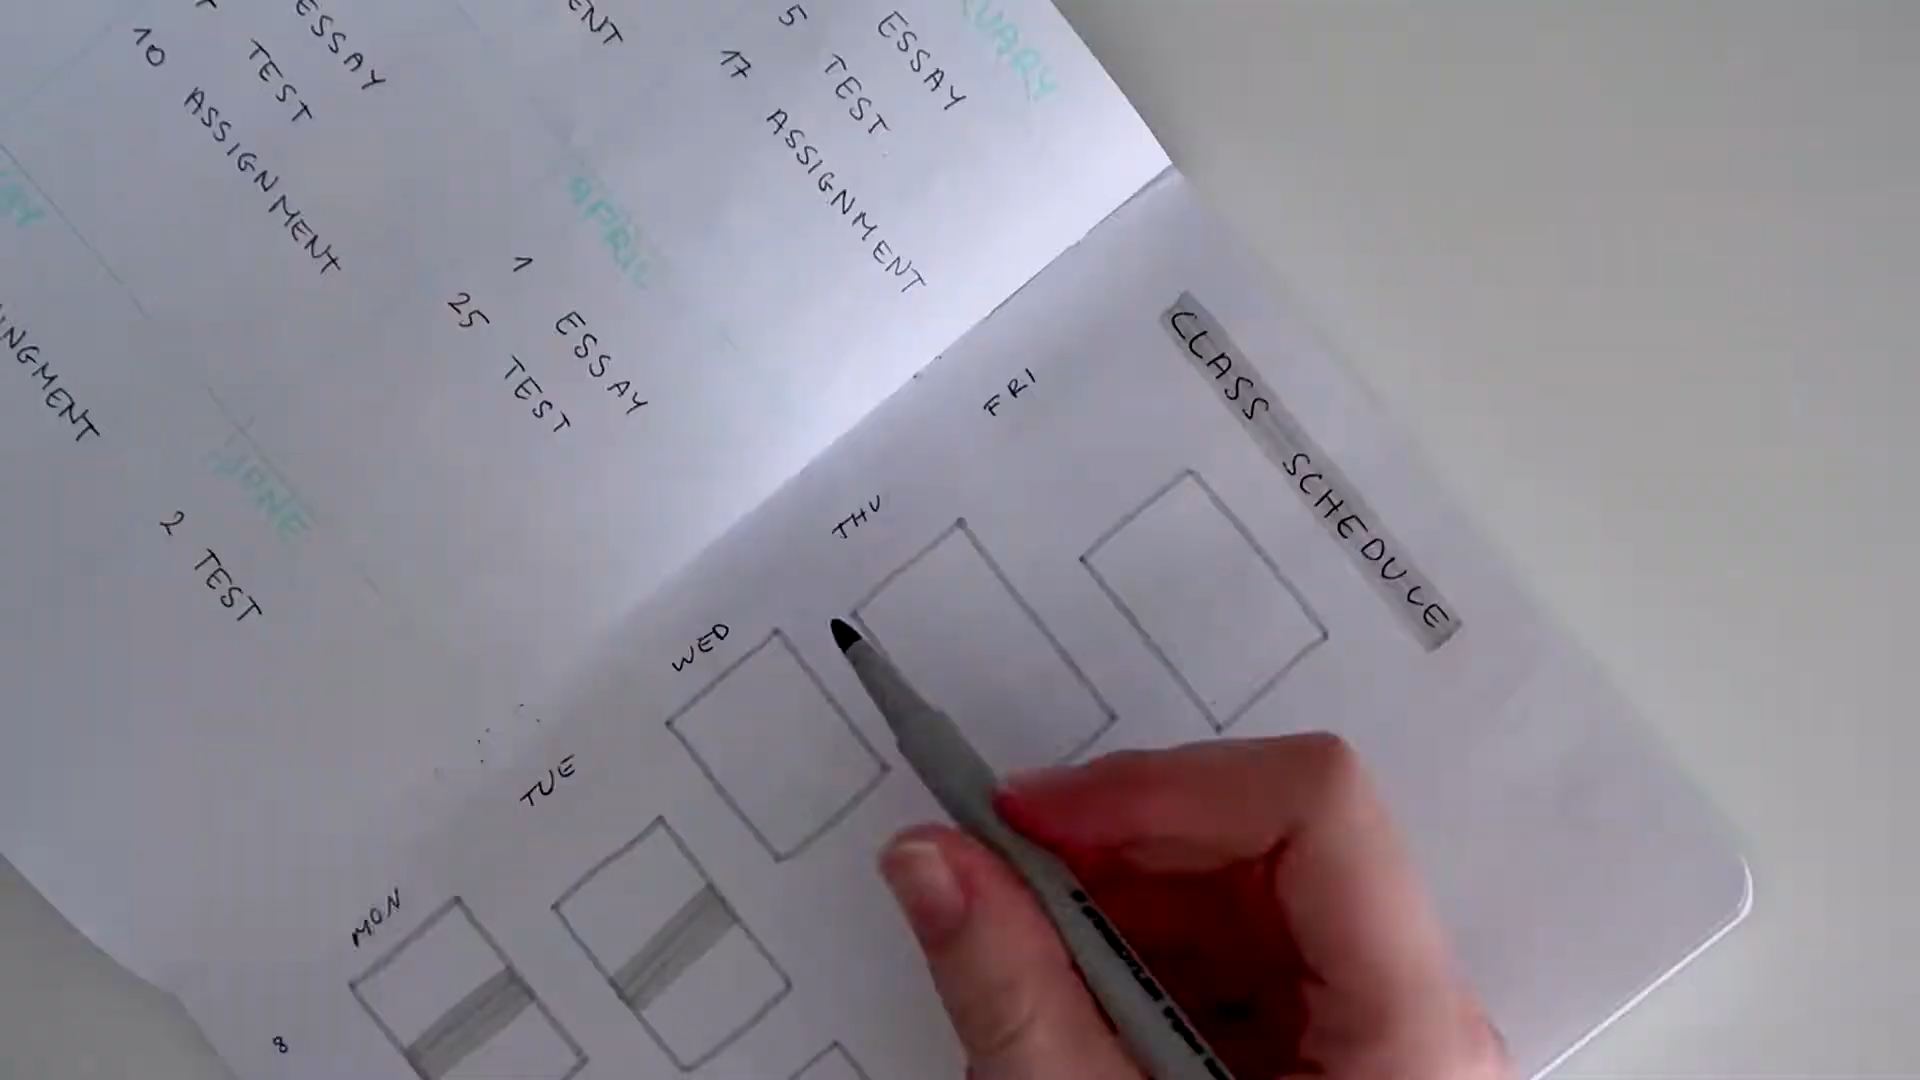 ESSAY
TEST
10 ASSIGNMENT
5 ESSAY
TEST
17 ASSIGNMENT
APRIL
1 ESSAY
25 TEST
JUNE
2 TEST
CLASS SCHEDULE
MON
TUE
WED
THU
FRI
8